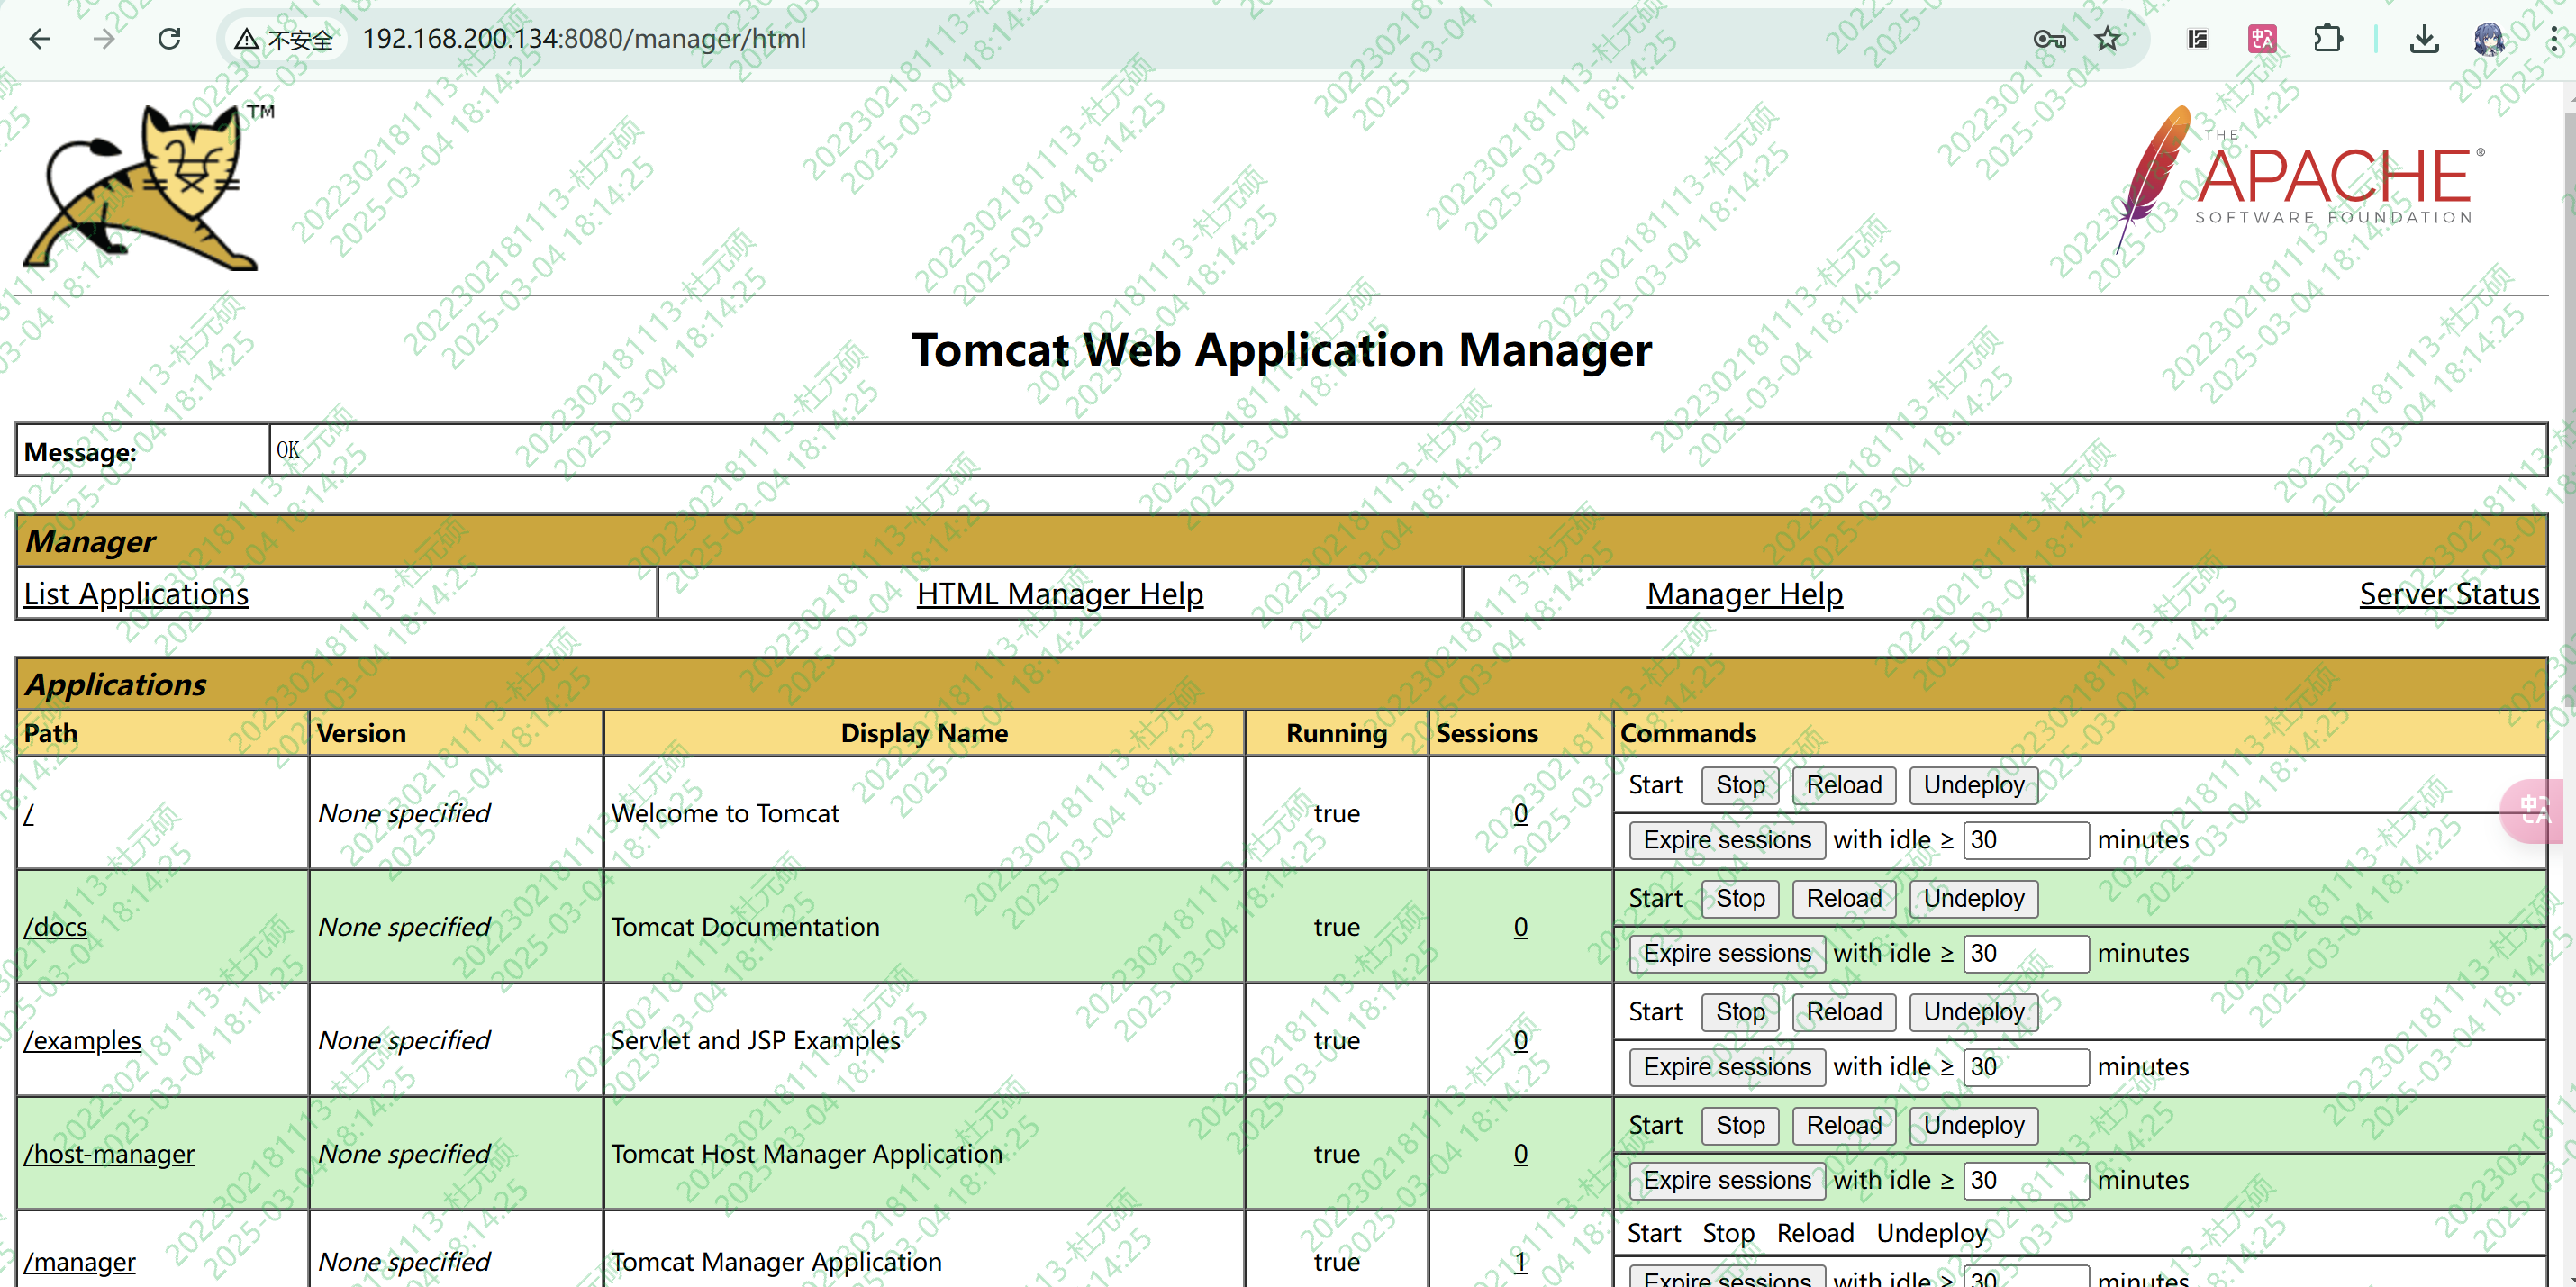 不安全 192.168.200.134:8080/manager/html
TM
THE
APACHE®
SOFTWARE FOUNDATION
Tomcat Web Application Manager
Message: OK
Manager
List Applications HTML Manager Help Manager Help Server Status
Applications
Path Version Display Name Running Sessions Commands
/ None specified Welcome to Tomcat true 0 Start Stop Reload Undeploy
Expire sessions with idle ≥ 30 minutes
/docs None specified Tomcat Documentation true 0 Start Stop Reload Undeploy
Expire sessions with idle ≥ 30 minutes
/examples None specified Servlet and JSP Examples true 0 Start Stop Reload Undeploy
Expire sessions with idle ≥ 30 minutes
/host-manager None specified Tomcat Host Manager Application true 0 Start Stop Reload Undeploy
Expire sessions with idle ≥ 30 minutes
/manager None specified Tomcat Manager Application true 1 Start Stop Reload Undeploy
Expire sessions with idle ≥ 30 minutes
202230218​1113-杜元硕
2025-03-04 18:14:25